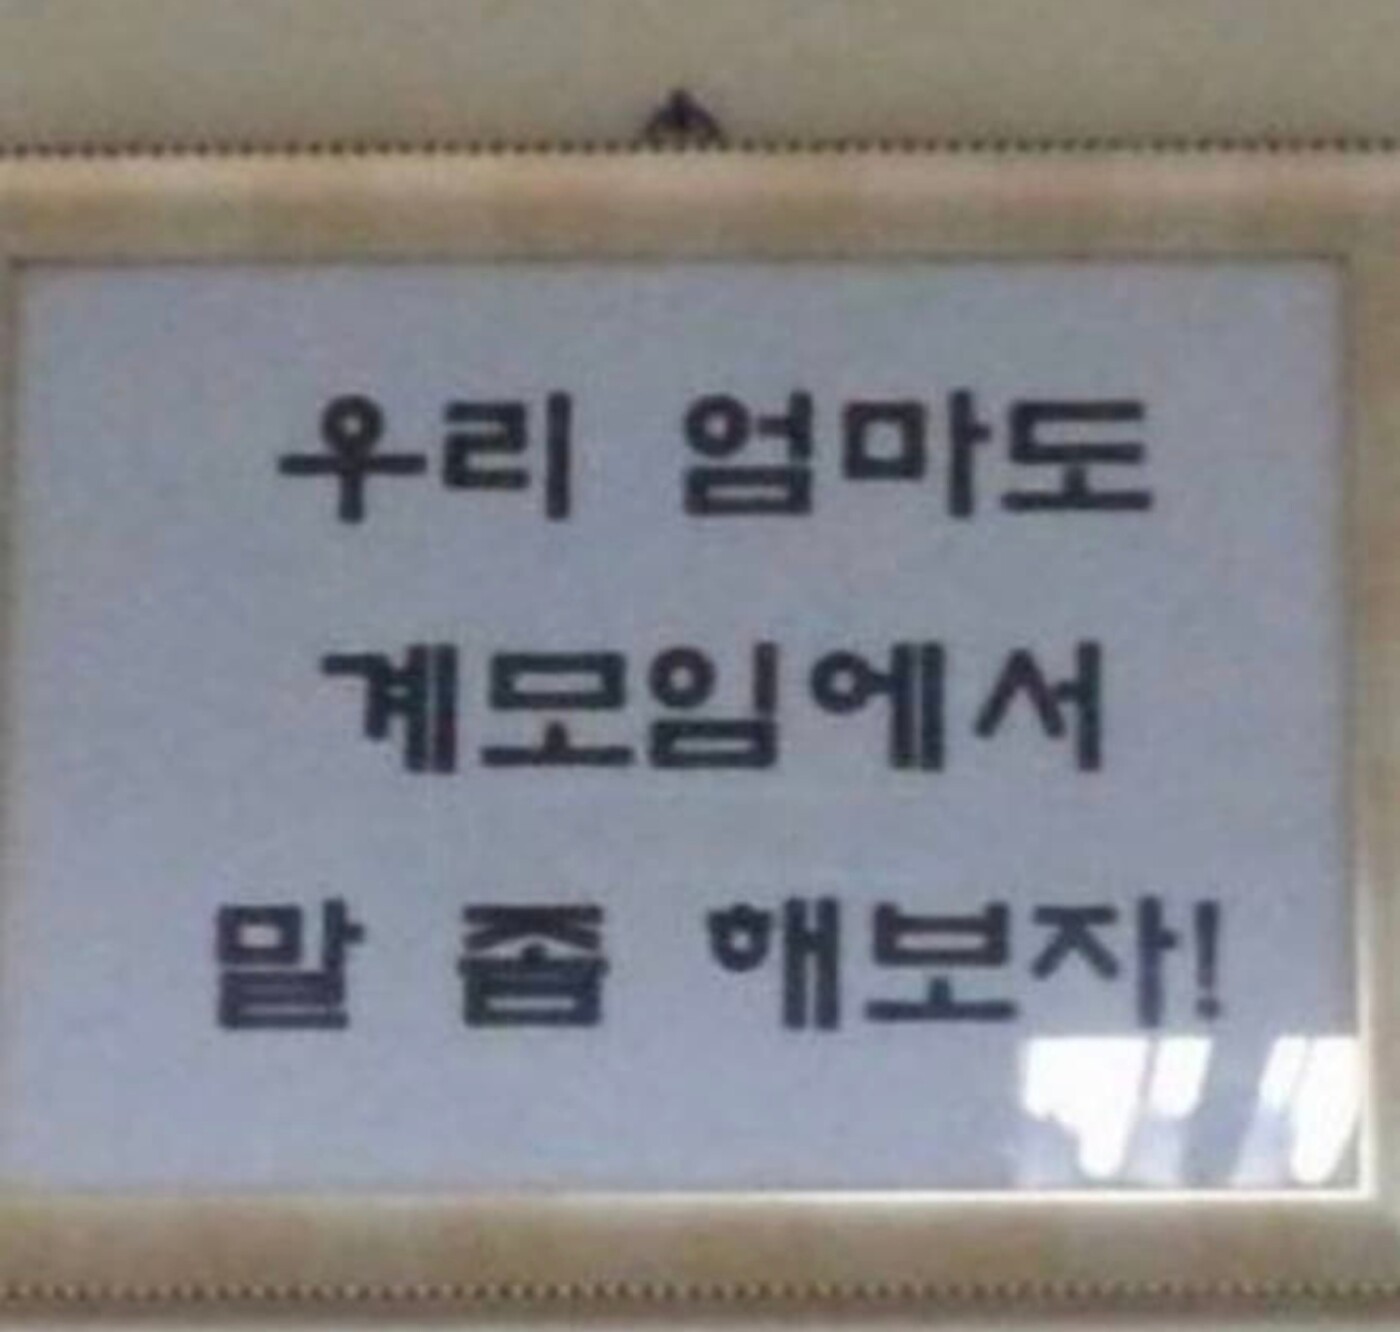 우리 엄마도
계모임에서
말 좀 해보자!